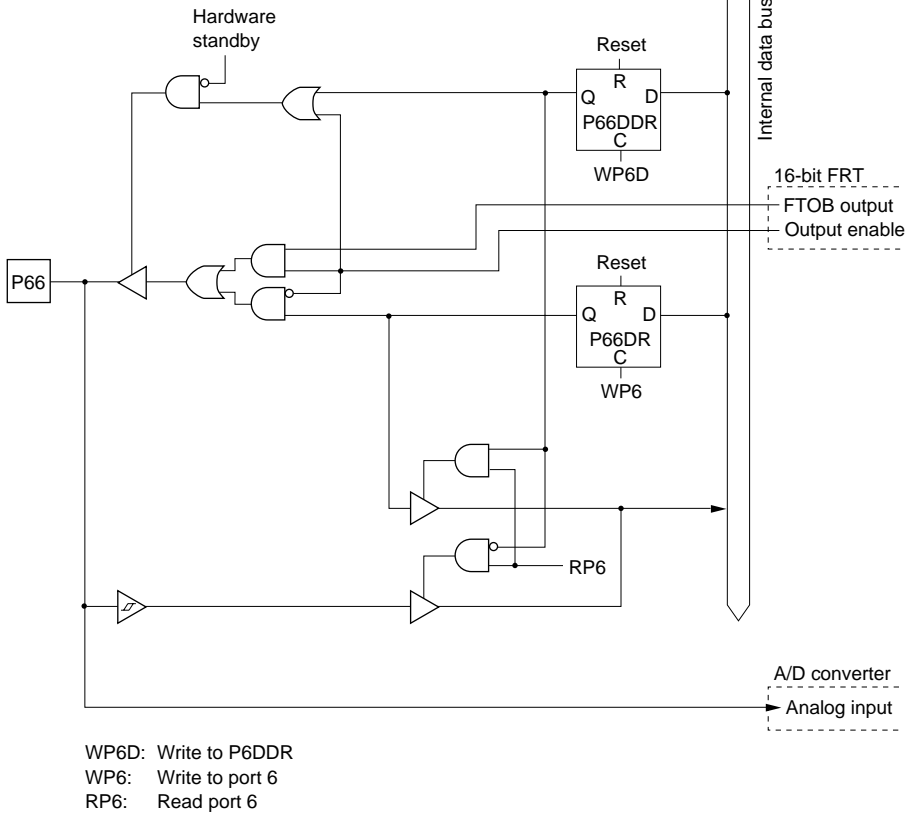 Hardware
standby
Internal data bus
Reset
R
Q
D
P66DDR
C
WP6D
16-bit FRT
FTOB output
Output enable
P66
Reset
R
Q
D
P66DR
C
WP6
RP6
A/D converter
Analog input
WP6D: Write to P6DDR
WP6: Write to port 6
RP6: Read port 6